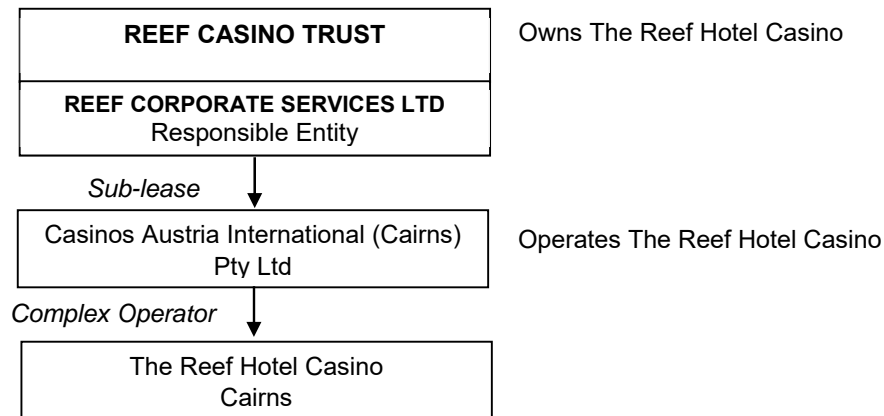 REEF CASINO TRUST
Owns The Reef Hotel Casino
REEF CORPORATE SERVICES LTD
Responsible Entity
Sub-lease
Casinos Austria International (Cairns)
Pty Ltd
Operates The Reef Hotel Casino
Complex Operator
The Reef Hotel Casino
Cairns